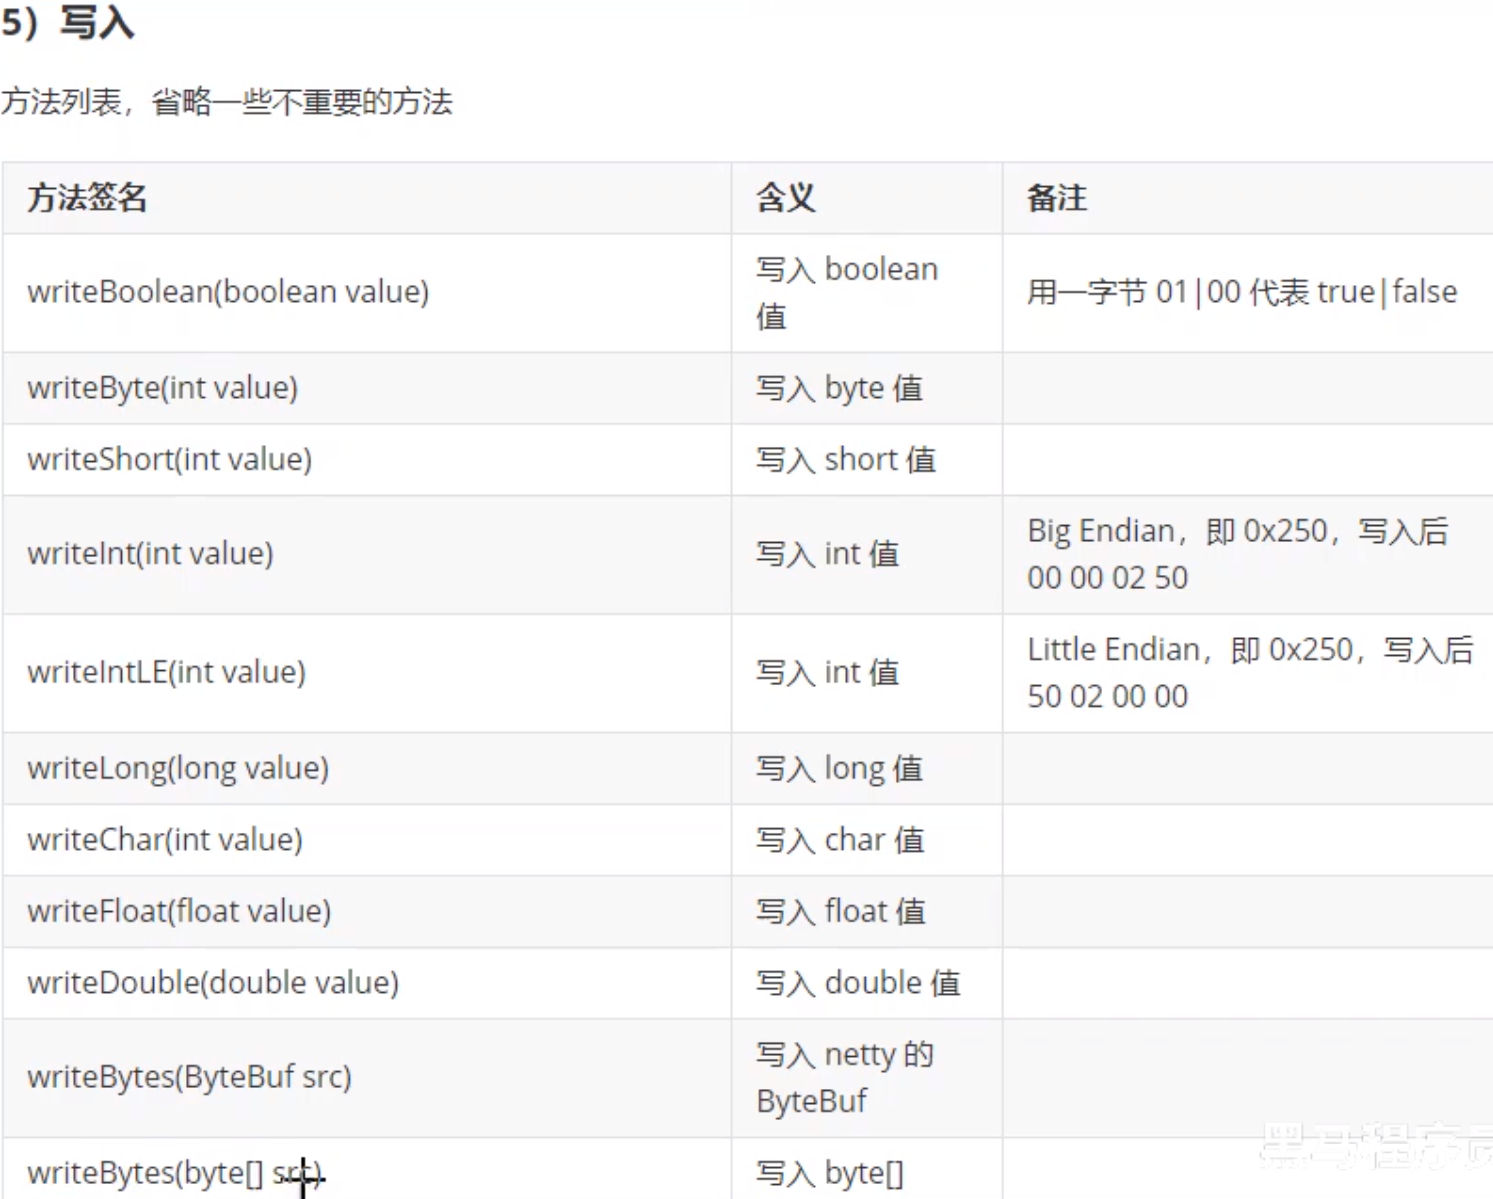 5）写入
方法列表，省略一些不重要的方法
方法签名 含义 备注
writeBoolean(boolean value) 写入 boolean 值 用一字节 01|00 代表 true|false
writeByte(int value) 写入 byte 值
writeShort(int value) 写入 short 值
writeInt(int value) 写入 int 值 Big Endian，即 0x250，写入后 00 00 02 50
writeIntLE(int value) 写入 int 值 Little Endian，即 0x250，写入后 50 02 00 00
writeLong(long value) 写入 long 值
writeChar(int value) 写入 char 值
writeFloat(float value) 写入 float 值
writeDouble(double value) 写入 double 值
writeBytes(ByteBuf src) 写入 netty 的 ByteBuf
writeBytes(byte[] src) 写入 byte[]
黑马程序员